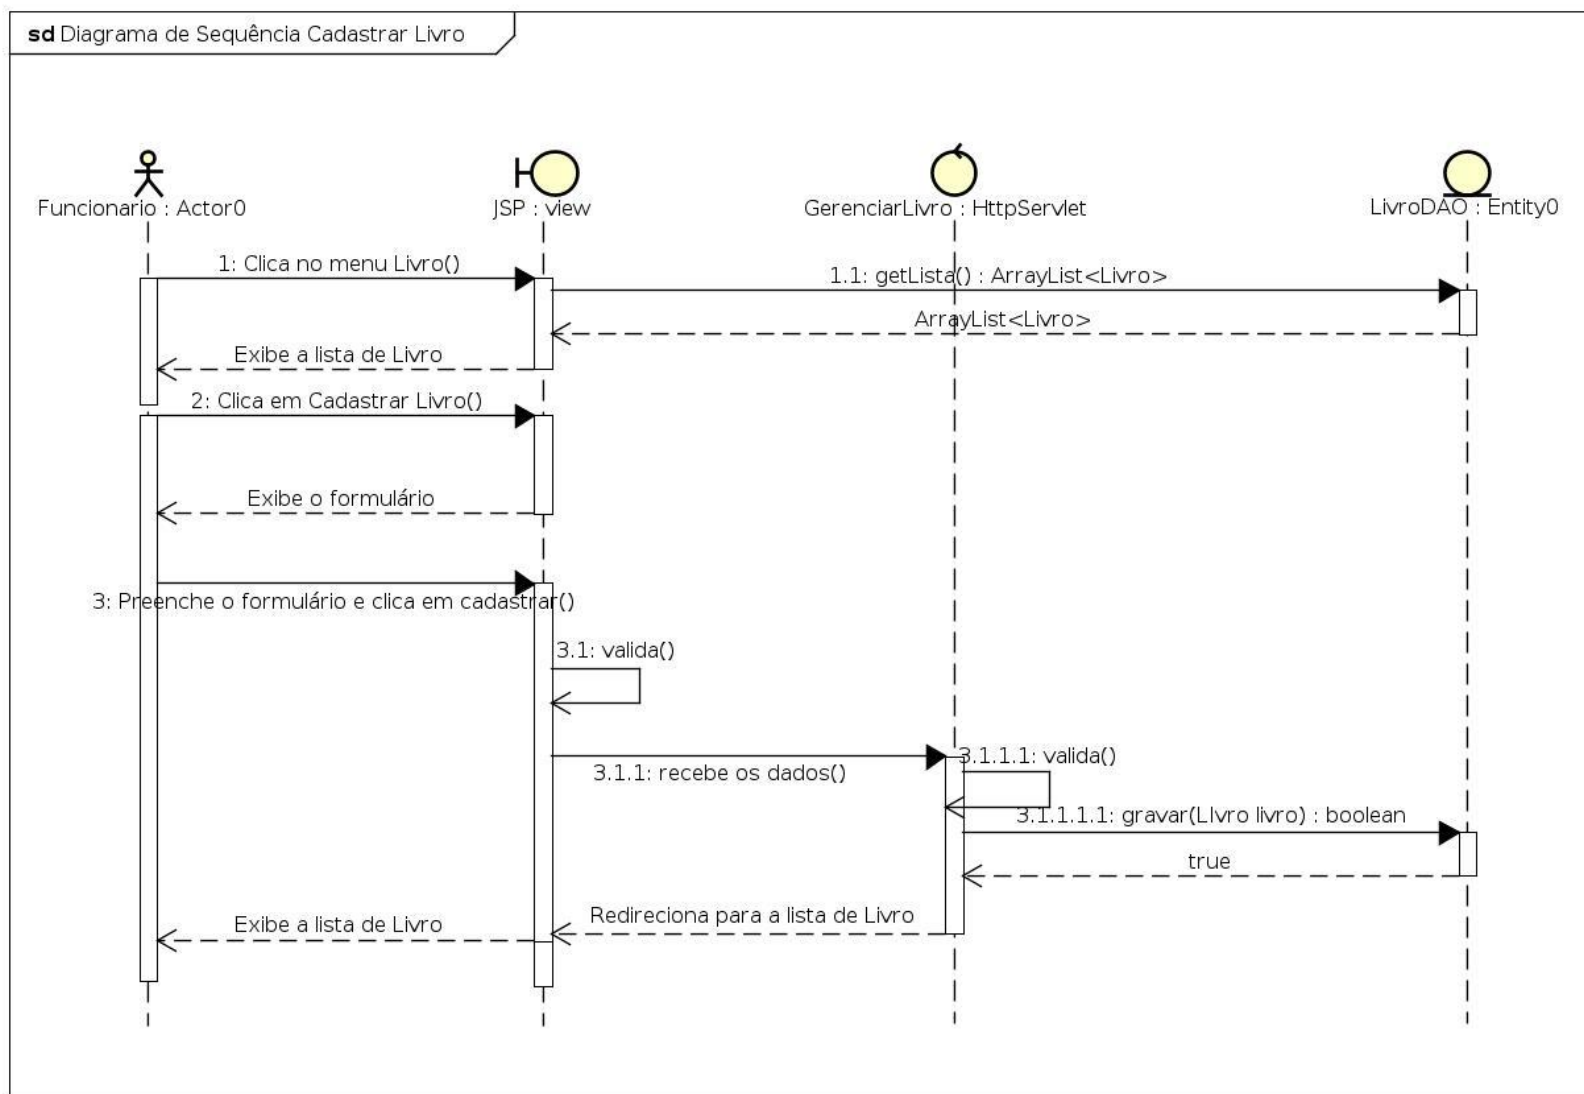 sd Diagrama de Sequência Cadastrar Livro
Funcionario : Actor0
JSP : view
GerenciarLivro : HttpServlet
LivroDAO : Entity0
1: Clica no menu Livro()
1.1: getLista() : ArrayList<Livro>
ArrayList<Livro>
Exibe a lista de Livro
2: Clica em Cadastrar Livro()
Exibe o formulário
3: Preenche o formulário e clica em cadastrar()
3.1: valida()
3.1.1: recebe os dados()
3.1.1.1: valida()
3.1.1.1.1: gravar(LIvro livro) : boolean
true
Redireciona para a lista de Livro
Exibe a lista de Livro